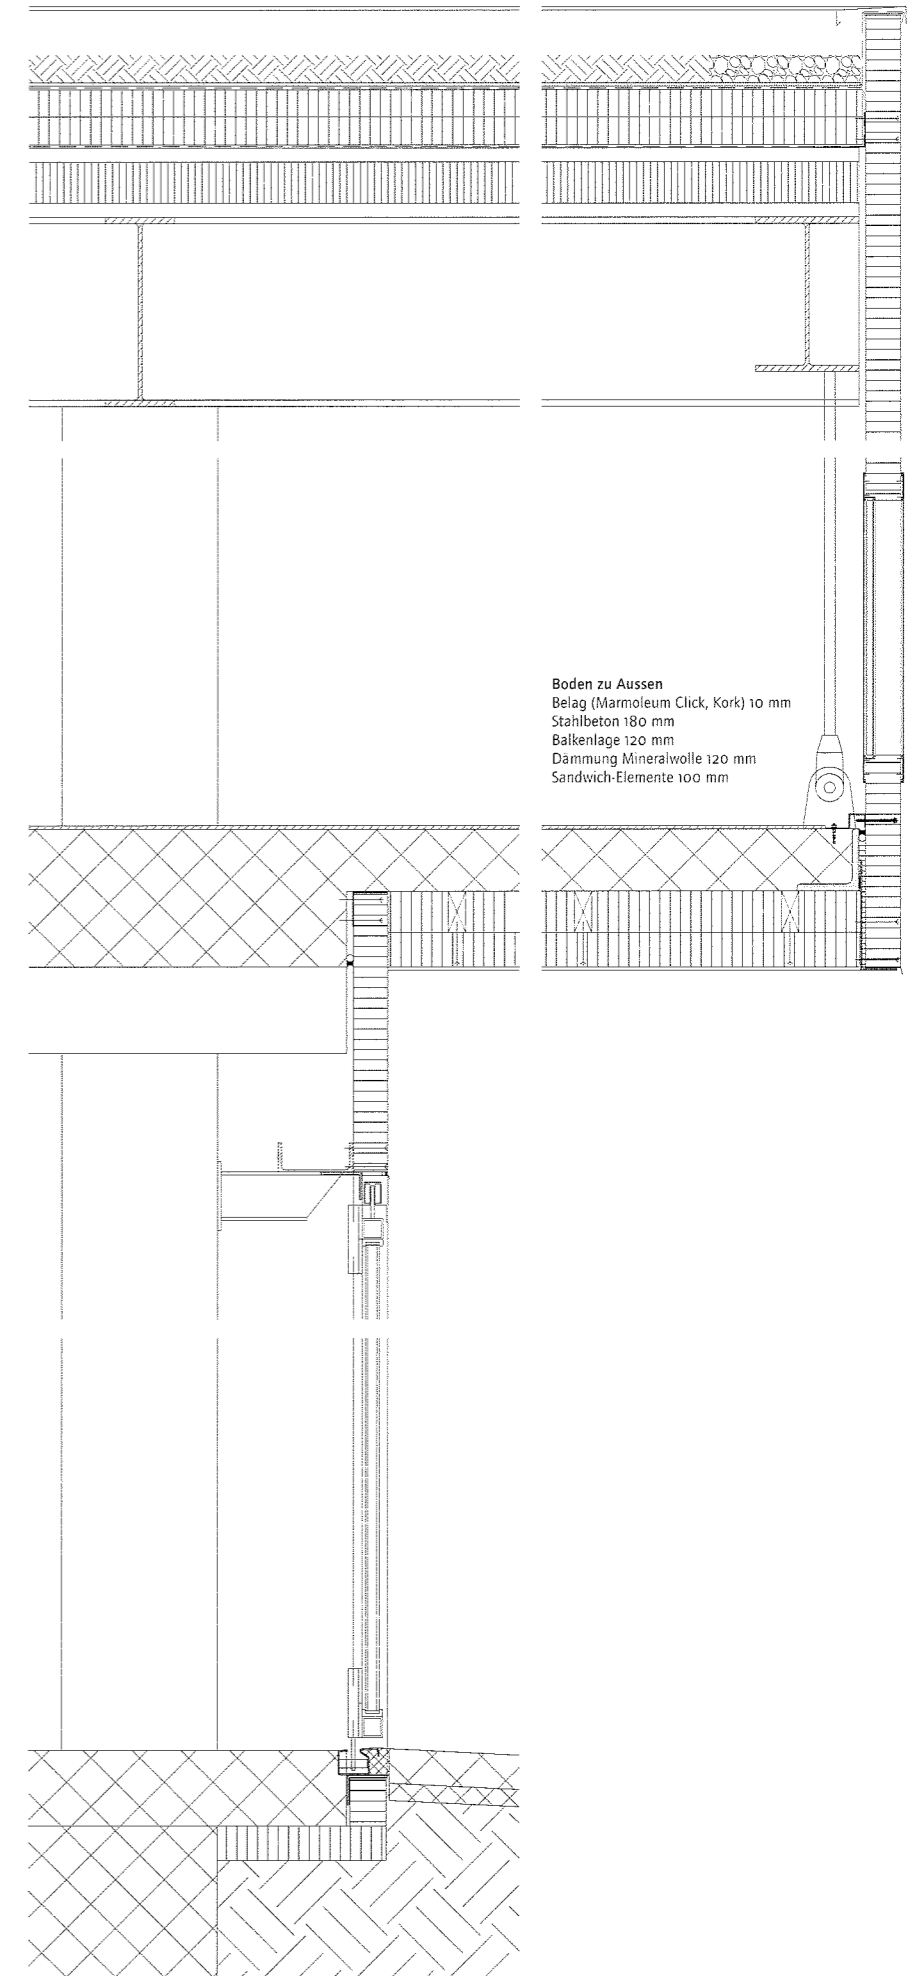 Boden zu Aussen
Belag (Marmoleum Click, Kork) 10 mm
Stahlbeton 180 mm
Balkenlage 120 mm
Dämmung Mineralwolle 120 mm
Sandwich-Elemente 100 mm